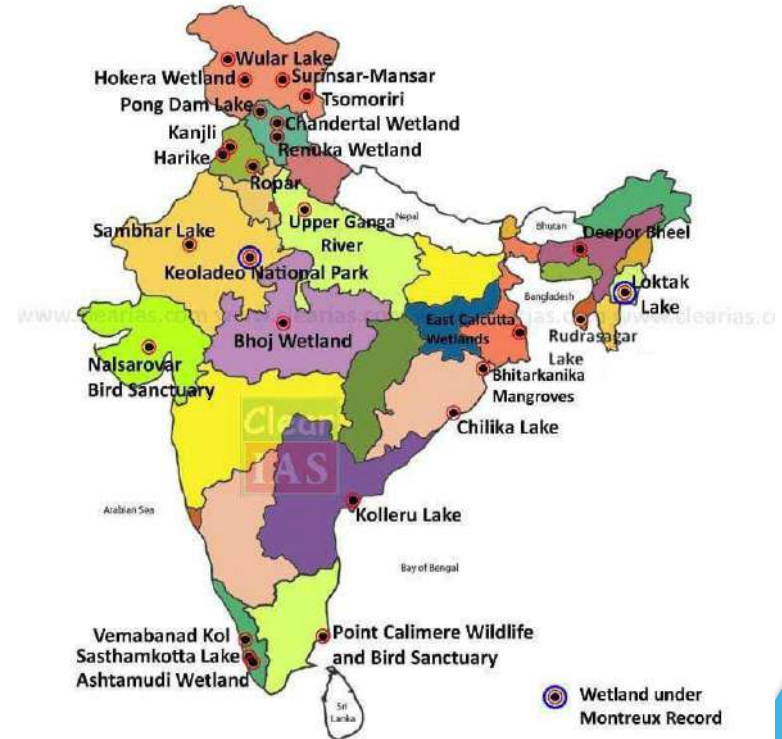 Wular Lake
Hokera Wetland
Surinsar-Mansar
Tsomoriri
Pong Dam Lake
Chandertal Wetland
Kanjli
Renuka Wetland
Harike
Ropar
Upper Ganga
River
Nepal
Bhutan
Sambhar Lake
Deepor Bheel
Keoladeo National Park
Loktak
Lake
Bangladesh
East Calcutta
Wetlands
Bhoj Wetland
Rudrasagar
Lake
Nalsarovar
Bird Sanctuary
Bhitarkanika
Mangroves
Chilika Lake
Clear
IAS
Arabian Sea
Kolleru Lake
Bay of Bengal
Vemabanad Kol
Sasthamkotta Lake
Ashtamudi Wetland
Point Calimere Wildlife
and Bird Sanctuary
Sri
Lanka
Wetland under
Montreux Record